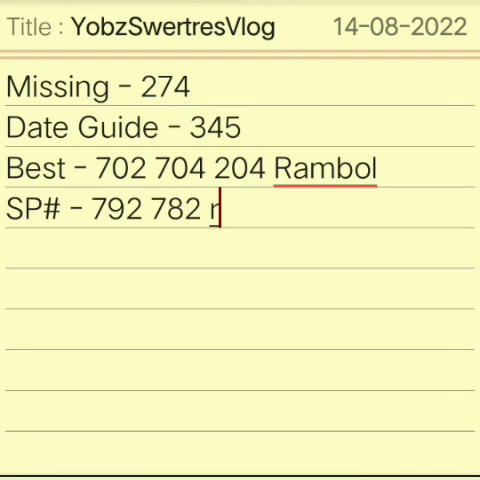 Title : YobzSwertresVlog 14-08-2022
Missing - 274
Date Guide - 345
Best - 702 704 204 Rambol
SP# - 792 782 r